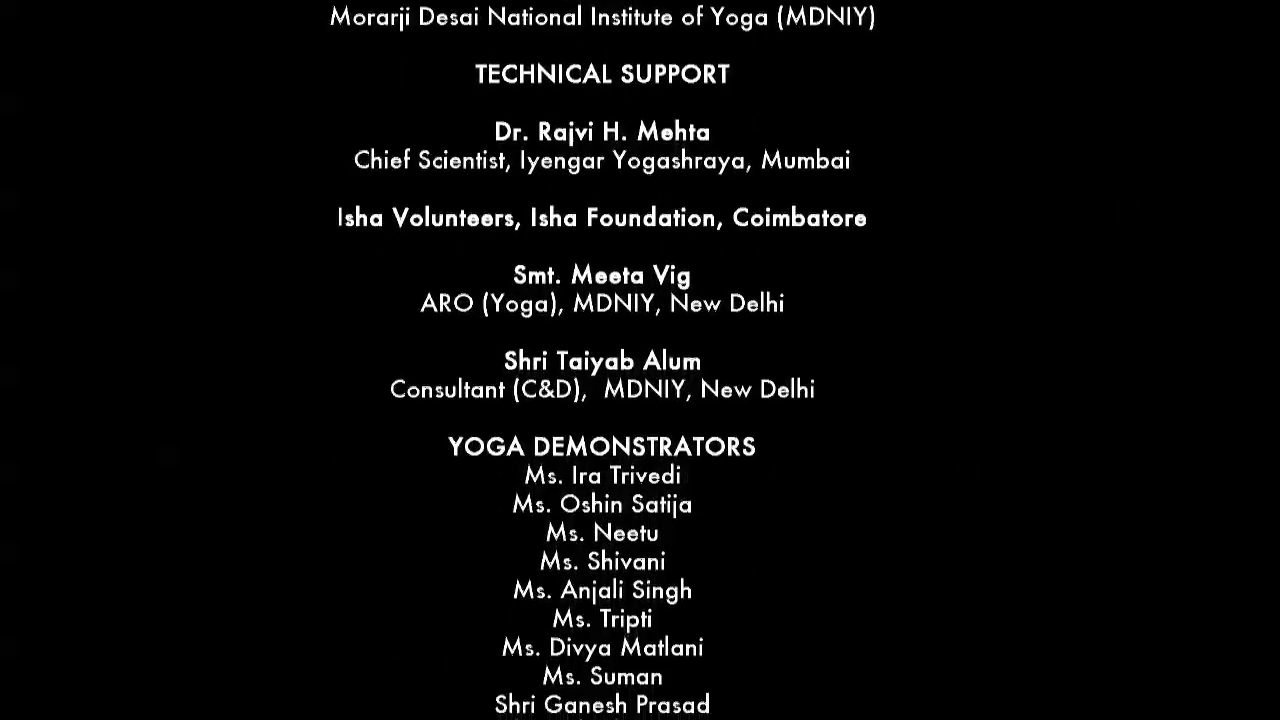 Morarji Desai National Institute of Yoga (MDNIY)
TECHNICAL SUPPORT
Dr. Rajvi H. Mehta
Chief Scientist, Iyengar Yogashraya, Mumbai
Isha Volunteers, Isha Foundation, Coimbatore
Smt. Meeta Vig
ARO (Yoga), MDNIY, New Delhi
Shri Taiyab Alum
Consultant (C&D), MDNIY, New Delhi
YOGA DEMONSTRATORS
Ms. Ira Trivedi
Ms. Oshin Satija
Ms. Neetu
Ms. Shivani
Ms. Anjali Singh
Ms. Tripti
Ms. Divya Matlani
Ms. Suman
Shri Ganesh Prasad